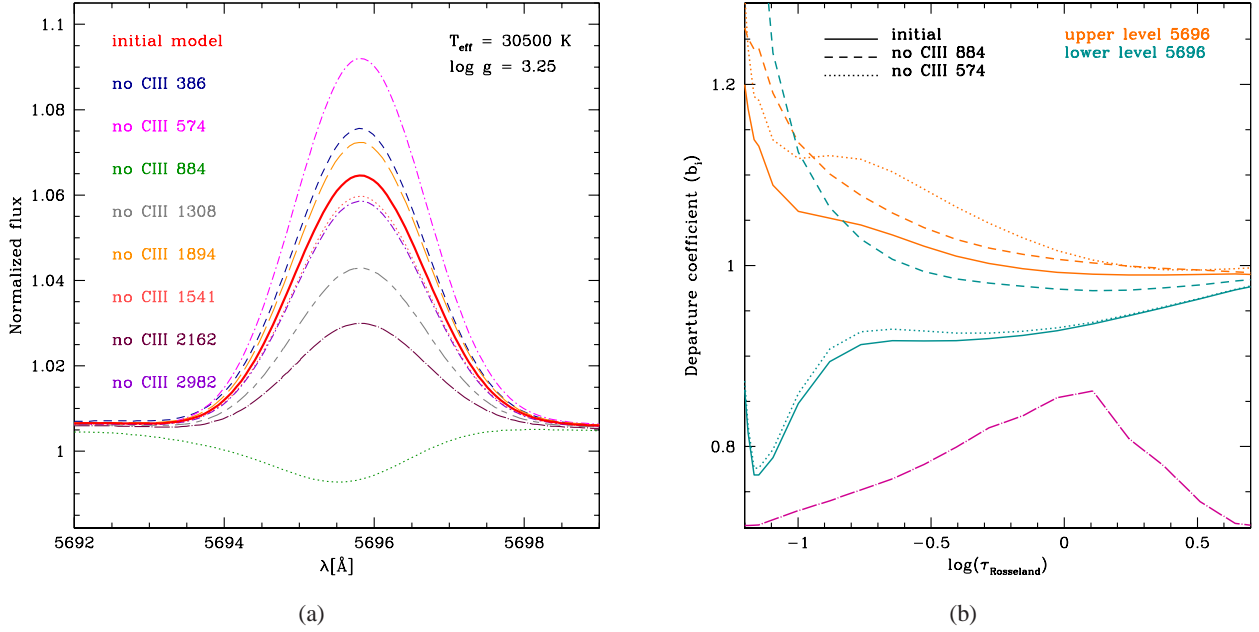 1.1
1.08
1.06
1.04
1.02
1
Normalized flux
initial model
no CIII 386
no CIII 574
no CIII 884
no CIII 1308
no CIII 1894
no CIII 1541
no CIII 2162
no CIII 2982
T_eff = 30500 K
log g = 3.25
5692 5694 5696 5698
λ[Å]
(a)
1.2
1
0.8
Departure coefficient (b_i)
initial
no CIII 884
no CIII 574
upper level 5696
lower level 5696
−1 −0.5 0 0.5
log(τ_Rosseland)
(b)